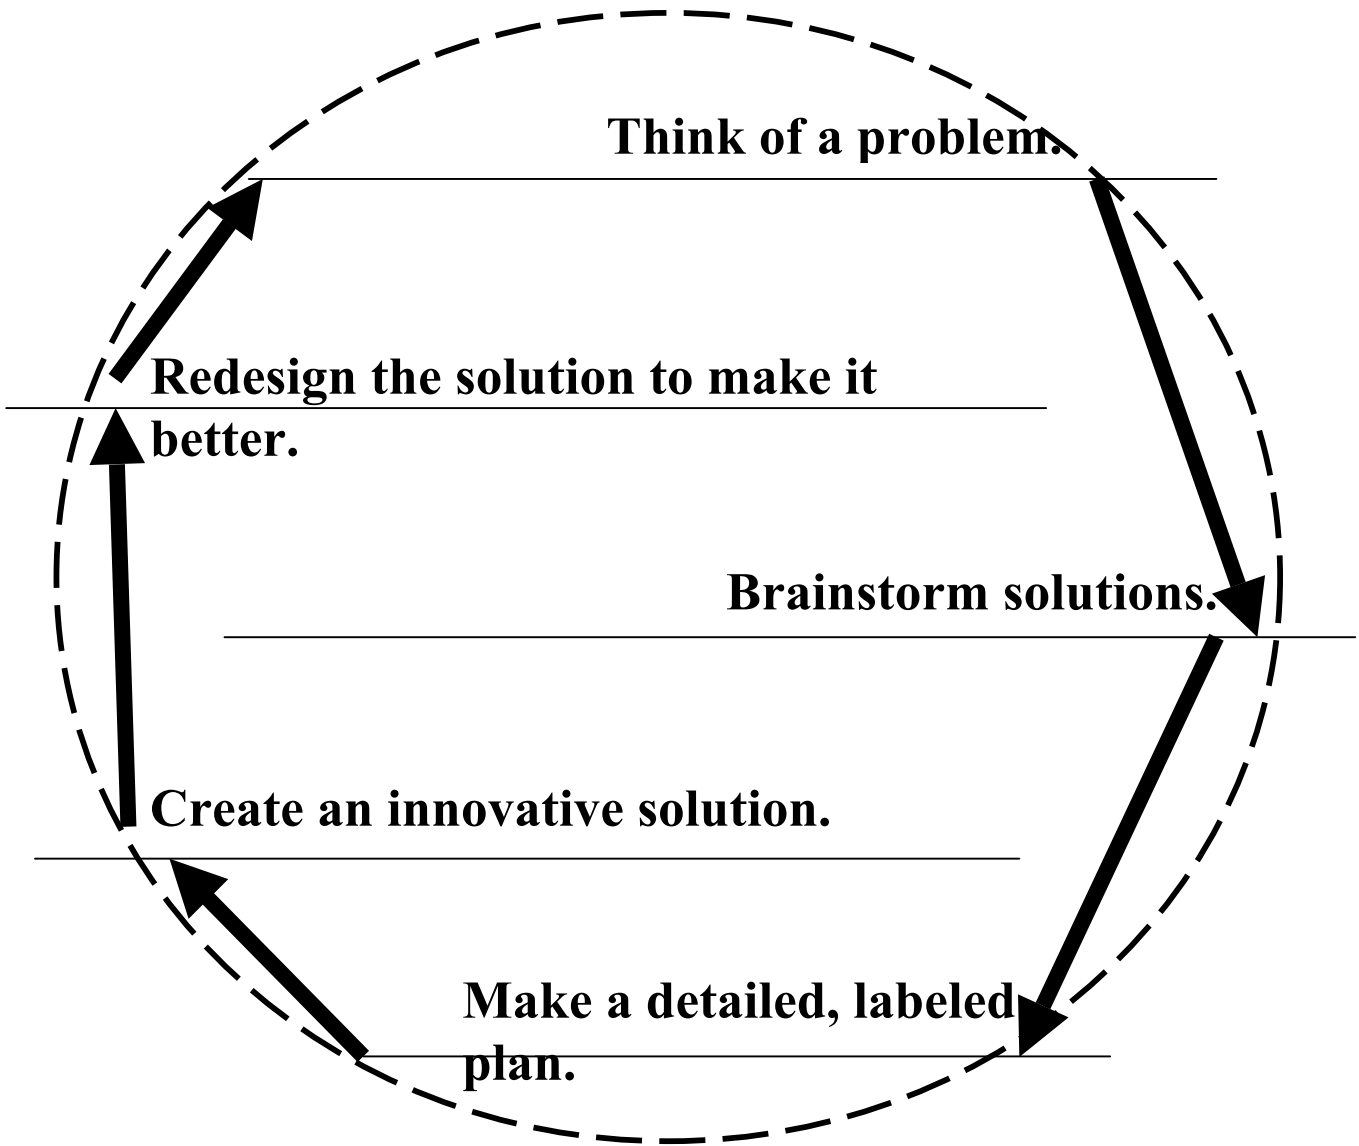 Think of a problem.
Redesign the solution to make it
better.
Brainstorm solutions.
Create an innovative solution.
Make a detailed, labeled
plan.